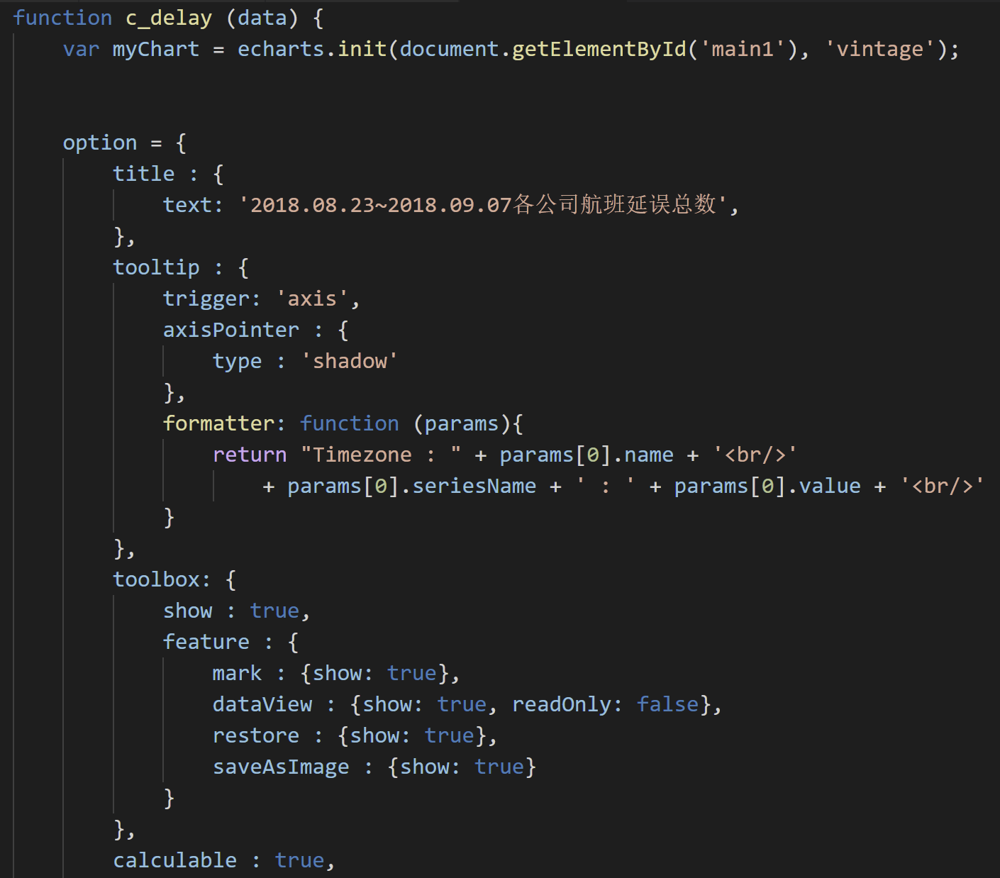 function c_delay (data) {
    var myChart = echarts.init(document.getElementById('main1'), 'vintage');
    option = {
        title : {
            text: '2018.08.23~2018.09.07各公司航班延误总数',
        },
        tooltip : {
            trigger: 'axis',
            axisPointer : {
                type : 'shadow'
            },
            formatter: function (params){
                return "Timezone : " + params[0].name + '<br/>'
                    + params[0].seriesName + ' : ' + params[0].value + '<br/>'
            }
        },
        toolbox: {
            show : true,
            feature : {
                mark : {show: true},
                dataView : {show: true, readOnly: false},
                restore : {show: true},
                saveAsImage : {show: true}
            }
        },
        calculable : true,